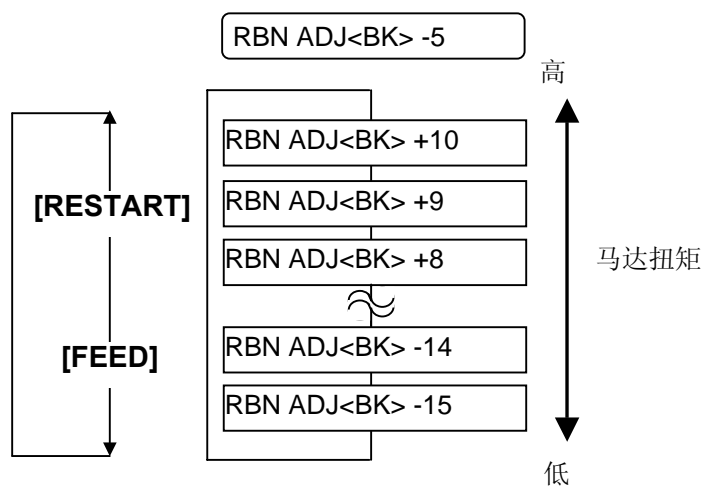 RBN ADJ<BK> -5
高
RBN ADJ<BK> +10
[RESTART]
RBN ADJ<BK> +9
RBN ADJ<BK> +8
马达扭矩
RBN ADJ<BK> -14
[FEED]
RBN ADJ<BK> -15
低